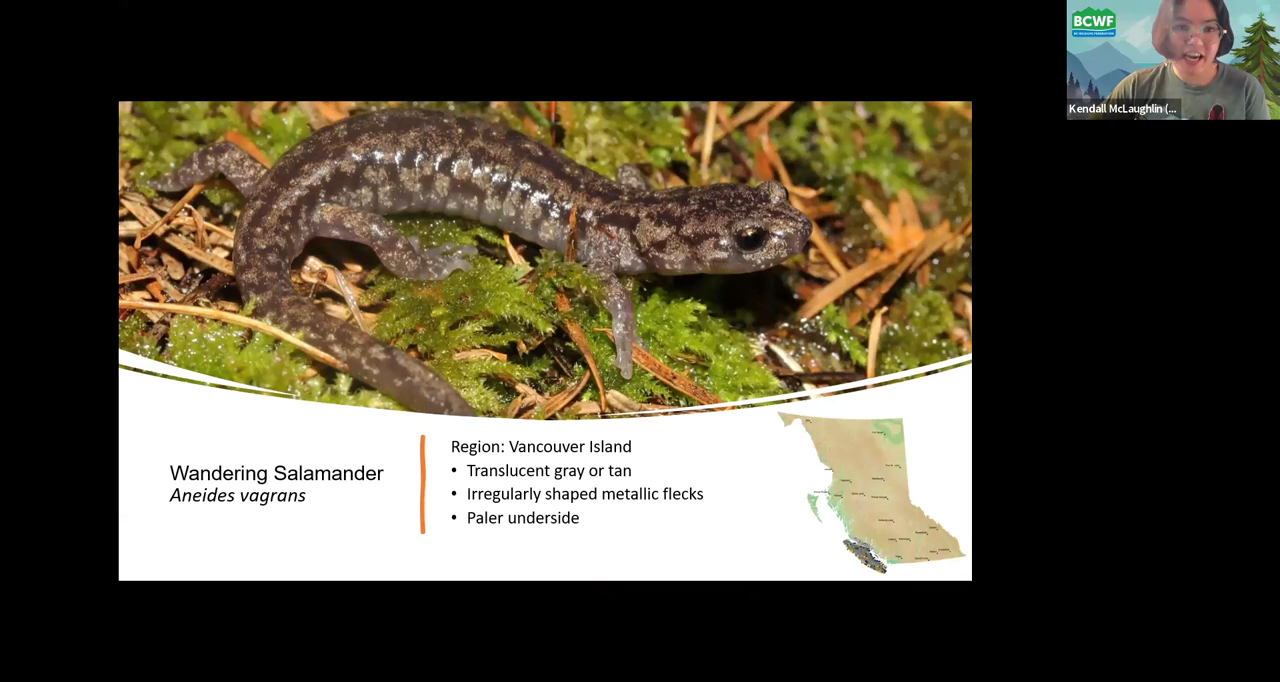 BCWF
Kendall McLaughlin (...
Wandering Salamander
Aneides vagrans
Region: Vancouver Island
• Translucent gray or tan
• Irregularly shaped metallic flecks
• Paler underside